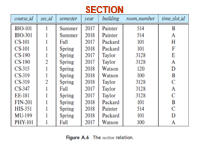 SECTION
course_id sec_id semester year building room_number time_slot_id
BIO-101 1 Summer 2017 Painter 514 B
BIO-301 1 Summer 2018 Painter 514 A
CS-101 1 Fall 2017 Packard 101 H
CS-101 1 Spring 2018 Packard 101 F
CS-190 1 Spring 2017 Taylor 3128 E
CS-190 2 Spring 2017 Taylor 3128 A
CS-315 1 Spring 2018 Watson 120 D
CS-319 1 Spring 2018 Watson 100 B
CS-319 2 Spring 2018 Taylor 3128 C
CS-347 1 Fall 2017 Taylor 3128 A
EE-181 1 Spring 2017 Taylor 3128 C
FIN-201 1 Spring 2018 Packard 101 B
HIS-351 1 Spring 2018 Painter 514 C
MU-199 1 Spring 2018 Packard 101 D
PHY-101 1 Fall 2017 Watson 100 A
Figure A.6 The section relation.